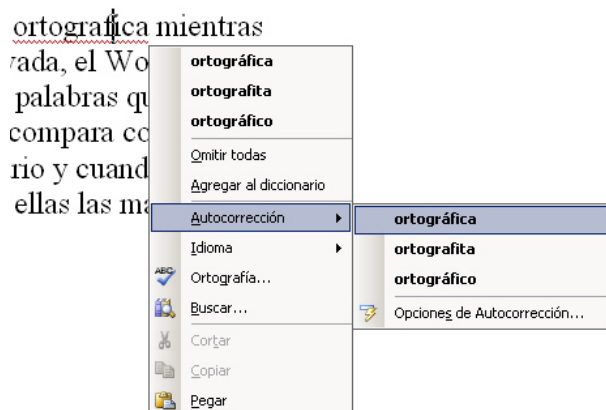 ortografica mientras
vada, el Wo
palabras qu
compara co
rio y cuand
ellas las ma
ortográfica
ortografita
ortográfico
Omitir todas
Agregar al diccionario
Autocorrección
Idioma
Ortografía...
Buscar...
Cortar
Copiar
Pegar
ortográfica
ortografita
ortográfico
Opciones de Autocorrección...